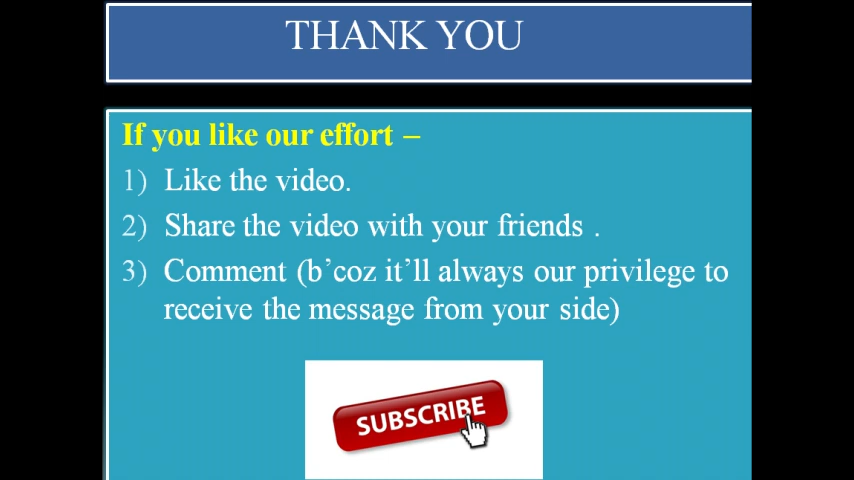 THANK YOU
If you like our effort –
1) Like the video.
2) Share the video with your friends .
3) Comment (b’coz it’ll always our privilege to
receive the message from your side)
SUBSCRIBE